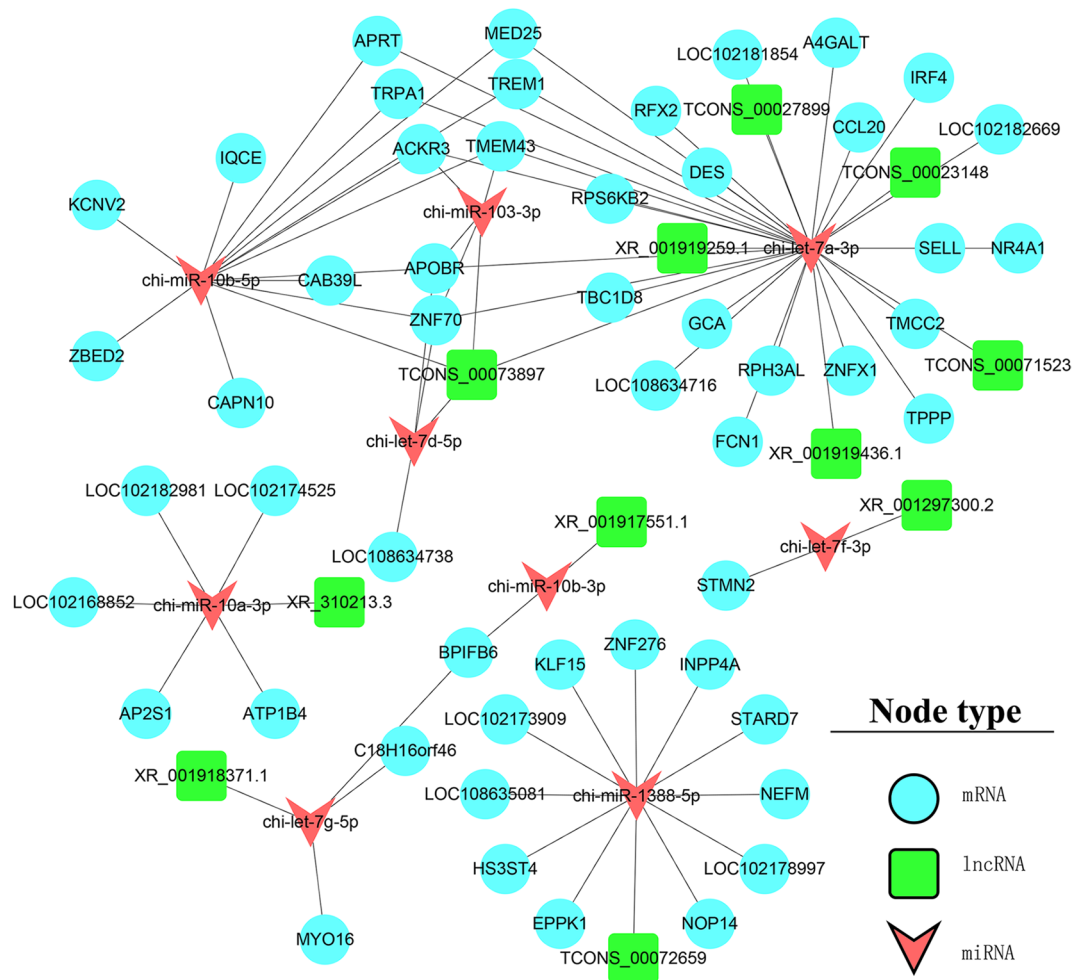 APRT
MED25
LOC102181854
A4GALT
TRPA1
TREM1
IRF4
RFX2
TCONS_00027899
CCL20
LOC102182669
IQCE
ACKR3
TMEM43
DES
TCONS_00023148
KCNV2
chi-miR-103-3p
RPS6KB2
XR_001919259.1
chi-let-7a-3p
SELL
NR4A1
chi-miR-10b-5p
CAB39L
APOBR
TBC1D8
ZNF70
GCA
TMCC2
ZBED2
TCONS_00073897
LOC108634716
RPH3AL
ZNFX1
TCONS_00071523
CAPN10
TPPP
chi-let-7d-5p
FCN1
XR_001919436.1
LOC102182981
LOC102174525
XR_001917551.1
XR_001297300.2
LOC108634738
chi-let-7f-3p
chi-miR-10b-3p
STMN2
LOC102168852
chi-miR-10a-3p
XR_310213.3
BPIFB6
KLF15
ZNF276
INPP4A
AP2S1
ATP1B4
LOC102173909
STARD7
Node type
C18H16orf46
XR_001918371.1
LOC108635081
chi-miR-1388-5p
NEFM
mRNA
chi-let-7g-5p
HS3ST4
LOC102178997
lncRNA
MYO16
EPPK1
NOP14
TCONS_00072659
miRNA